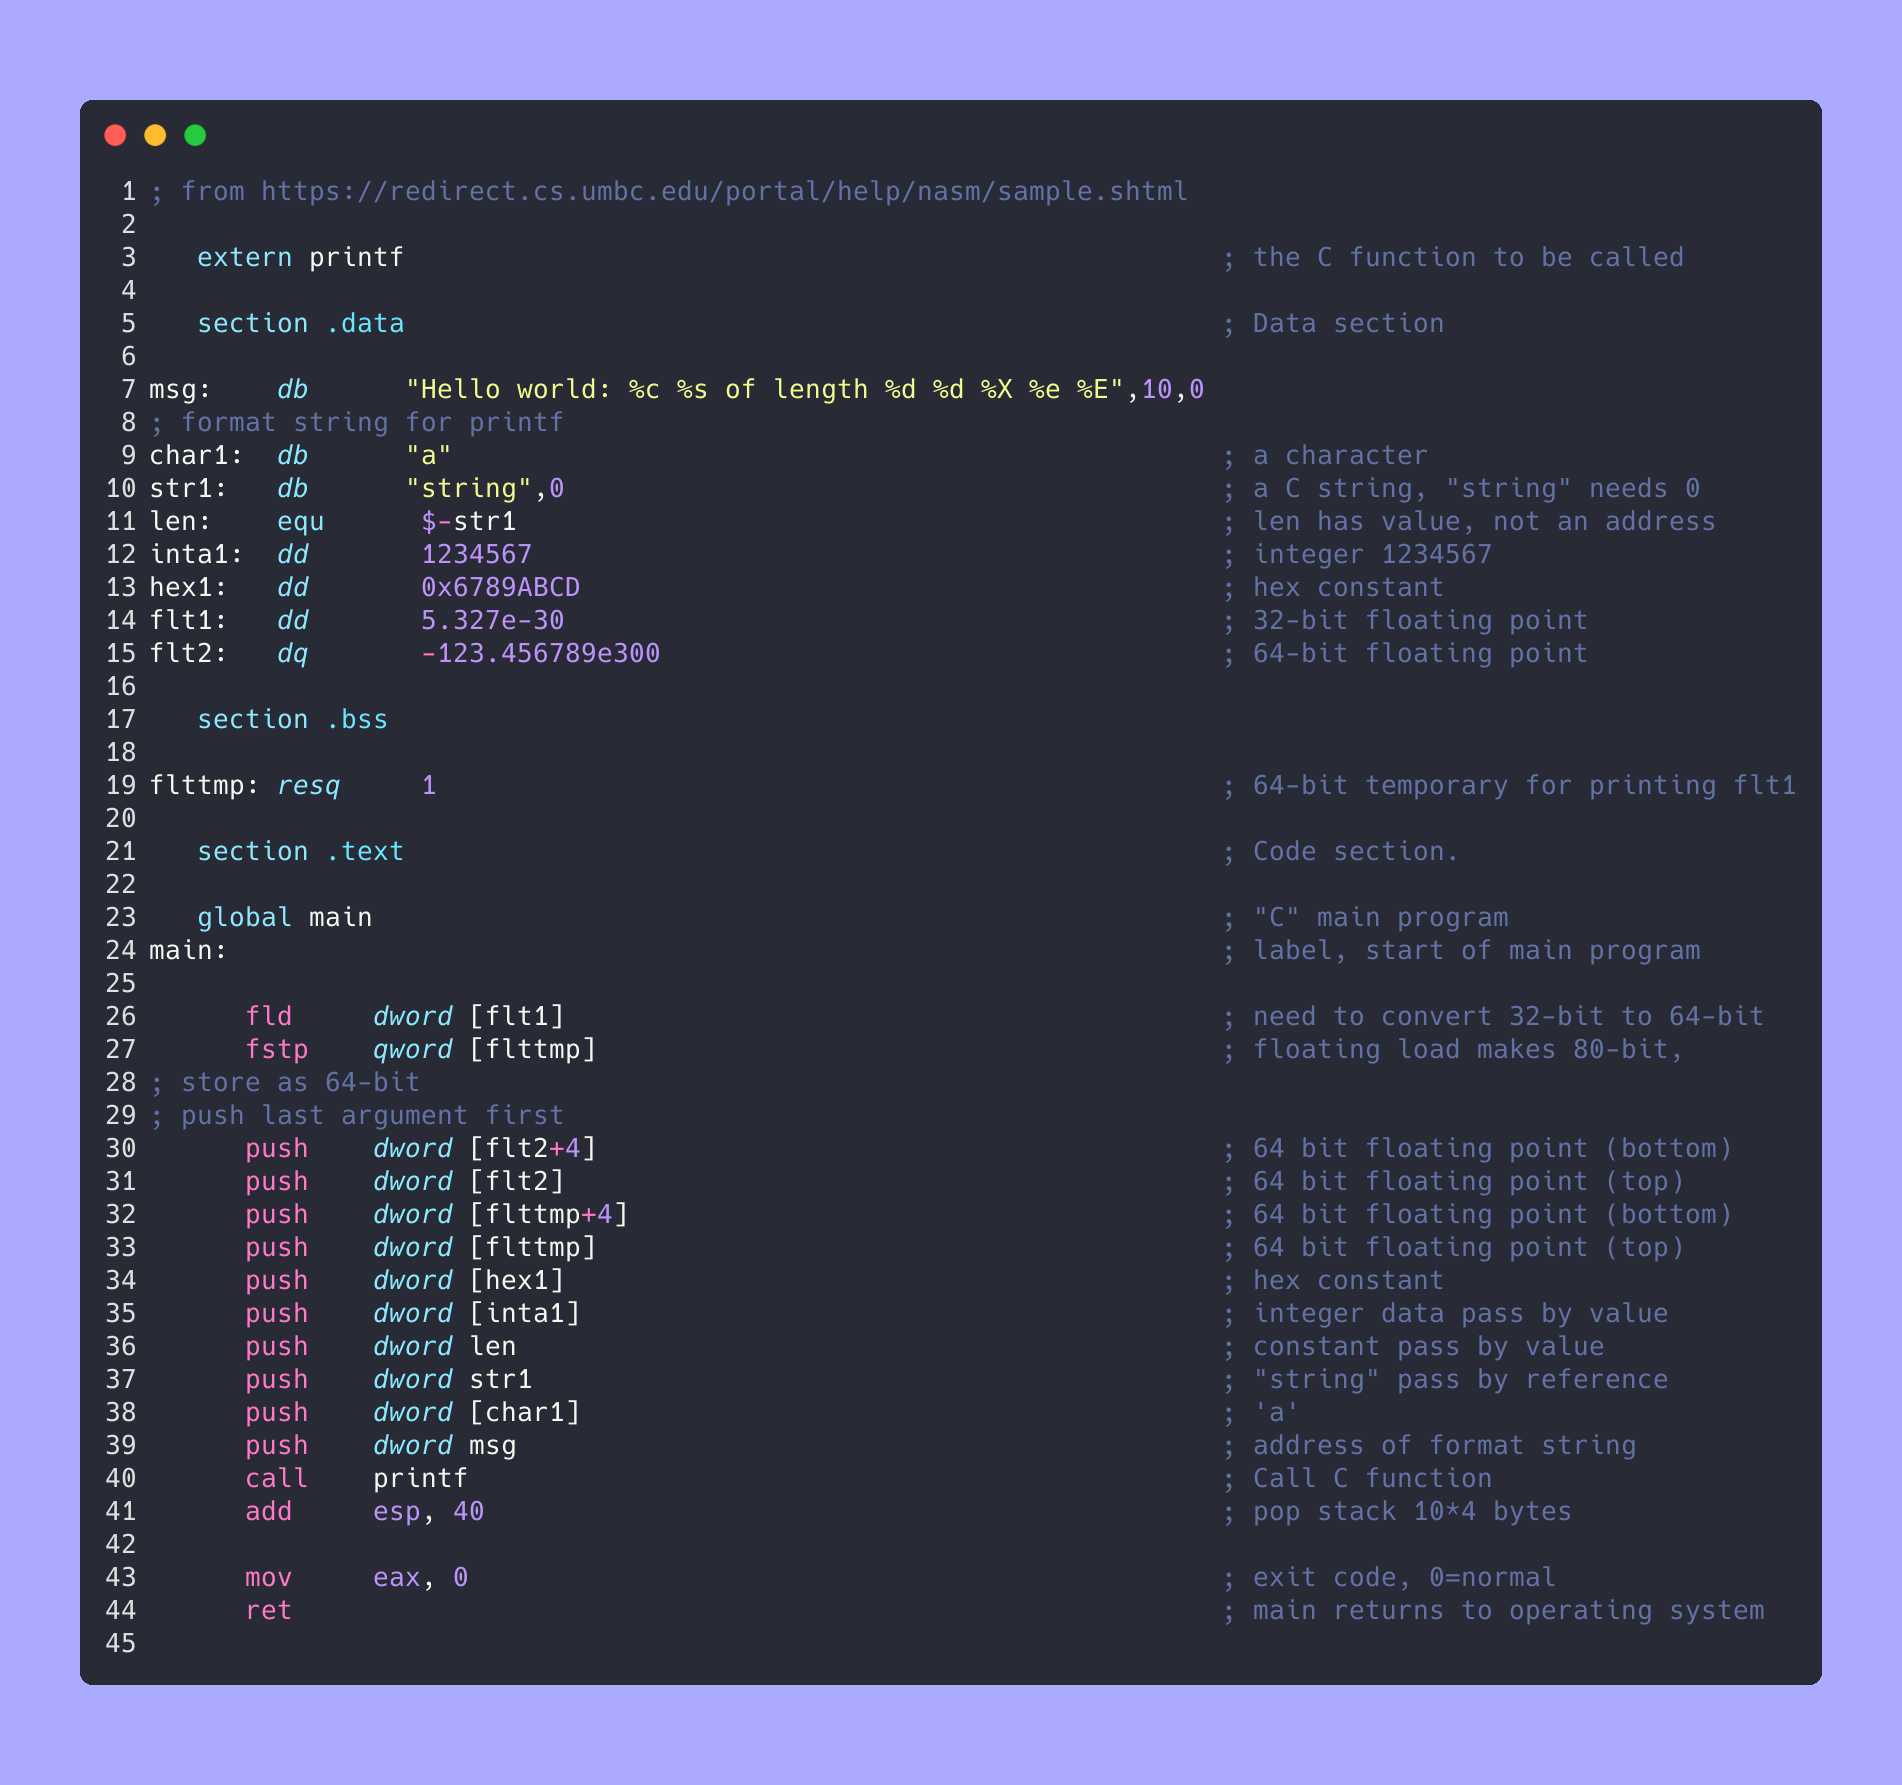 1 ; from https://redirect.cs.umbc.edu/portal/help/nasm/sample.shtml
2
3    extern printf                                                   ; the C function to be called
4
5    section .data                                                   ; Data section
6
7 msg:    db      "Hello world: %c %s of length %d %d %X %e %E",10,0
8 ; format string for printf
9 char1:  db      "a"                                                ; a character
10 str1:   db      "string",0                                         ; a C string, "string" needs 0
11 len:    equ      $-str1                                            ; len has value, not an address
12 inta1:  dd       1234567                                           ; integer 1234567
13 hex1:   dd       0x6789ABCD                                        ; hex constant
14 flt1:   dd       5.327e-30                                         ; 32-bit floating point
15 flt2:   dq       -123.456789e300                                   ; 64-bit floating point
16
17    section .bss
18
19 flttmp: resq     1                                                 ; 64-bit temporary for printing flt1
20
21    section .text                                                   ; Code section.
22
23    global main                                                     ; "C" main program
24 main:                                                              ; label, start of main program
25
26       fld     dword [flt1]                                         ; need to convert 32-bit to 64-bit
27       fstp    qword [flttmp]                                       ; floating load makes 80-bit,
28 ; store as 64-bit
29 ; push last argument first
30       push    dword [flt2+4]                                       ; 64 bit floating point (bottom)
31       push    dword [flt2]                                         ; 64 bit floating point (top)
32       push    dword [flttmp+4]                                     ; 64 bit floating point (bottom)
33       push    dword [flttmp]                                       ; 64 bit floating point (top)
34       push    dword [hex1]                                         ; hex constant
35       push    dword [inta1]                                        ; integer data pass by value
36       push    dword len                                            ; constant pass by value
37       push    dword str1                                           ; "string" pass by reference
38       push    dword [char1]                                        ; 'a'
39       push    dword msg                                            ; address of format string
40       call    printf                                               ; Call C function
41       add     esp, 40                                              ; pop stack 10*4 bytes
42
43       mov     eax, 0                                               ; exit code, 0=normal
44       ret                                                          ; main returns to operating system
45